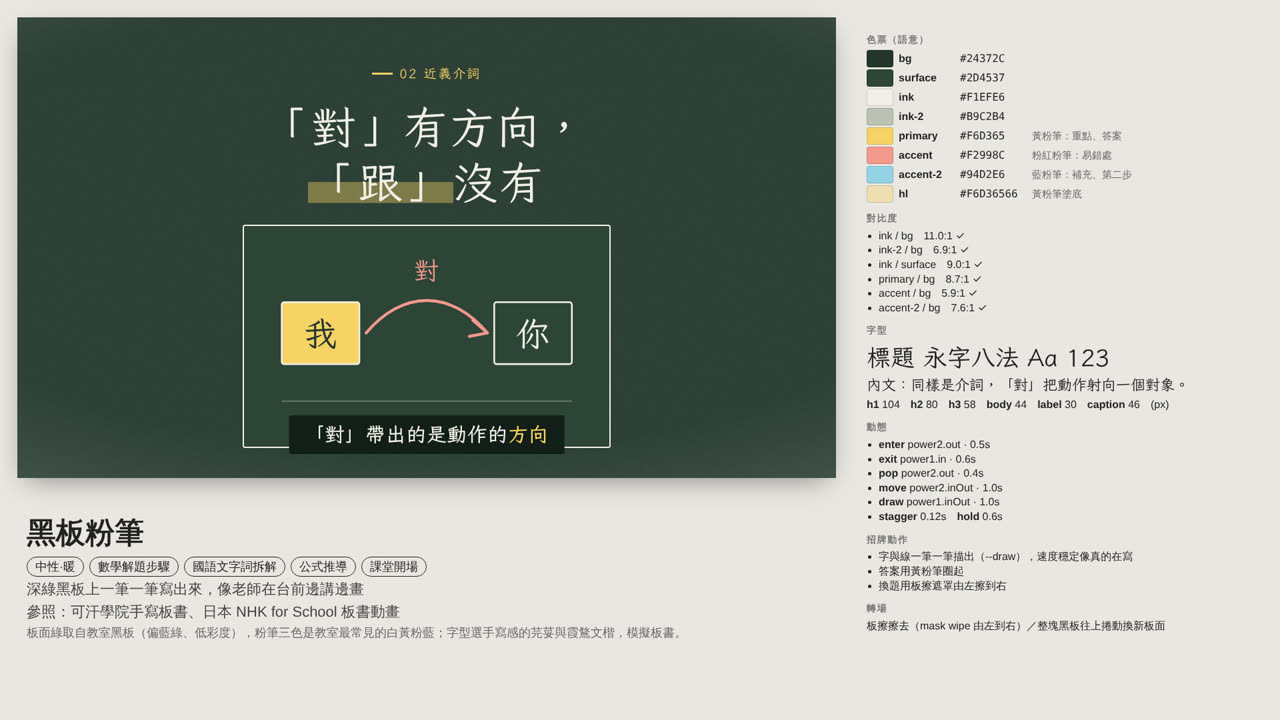 02 近義介詞
「對」有方向，
「跟」沒有
對
我
你
「對」帶出的是動作的方向
黑板粉筆
中性·暖 數學解題步驟 國語文字詞拆解 公式推導 課堂開場
深綠黑板上一筆一筆寫出來，像老師在台前邊講邊畫
參照：可汗學院手寫板書、日本 NHK for School 板書動畫
板面綠取自教室黑板（偏藍綠、低彩度），粉筆三色是教室最常見的白黃粉藍；字型選手寫感的芫荽與霞鶩文楷，模擬板書。
色票（語意）
bg #24372C
surface #2D4537
ink #F1EFE6
ink-2 #B9C2B4
primary #F6D365 黃粉筆：重點、答案
accent #F2998C 粉紅粉筆：易錯處
accent-2 #94D2E6 藍粉筆：補充、第二步
hl #F6D36566 黃粉筆塗底
對比度
ink / bg 11.0:1 ✓
ink-2 / bg 6.9:1 ✓
ink / surface 9.0:1 ✓
primary / bg 8.7:1 ✓
accent / bg 5.9:1 ✓
accent-2 / bg 7.6:1 ✓
字型
標題 永字八法 Aa 123
內文：同樣是介詞，「對」把動作射向一個對象。
h1 104 h2 80 h3 58 body 44 label 30 caption 46 (px)
動態
enter power2.out · 0.5s
exit power1.in · 0.6s
pop power2.out · 0.4s
move power2.inOut · 1.0s
draw power1.inOut · 1.0s
stagger 0.12s hold 0.6s
招牌動作
字與線一筆一筆描出（--draw），速度穩定像真的在寫
答案用黃粉筆圈起
換題用板擦遮罩由左擦到右
轉場
板擦擦去（mask wipe 由左到右）／整塊黑板往上捲動換新板面